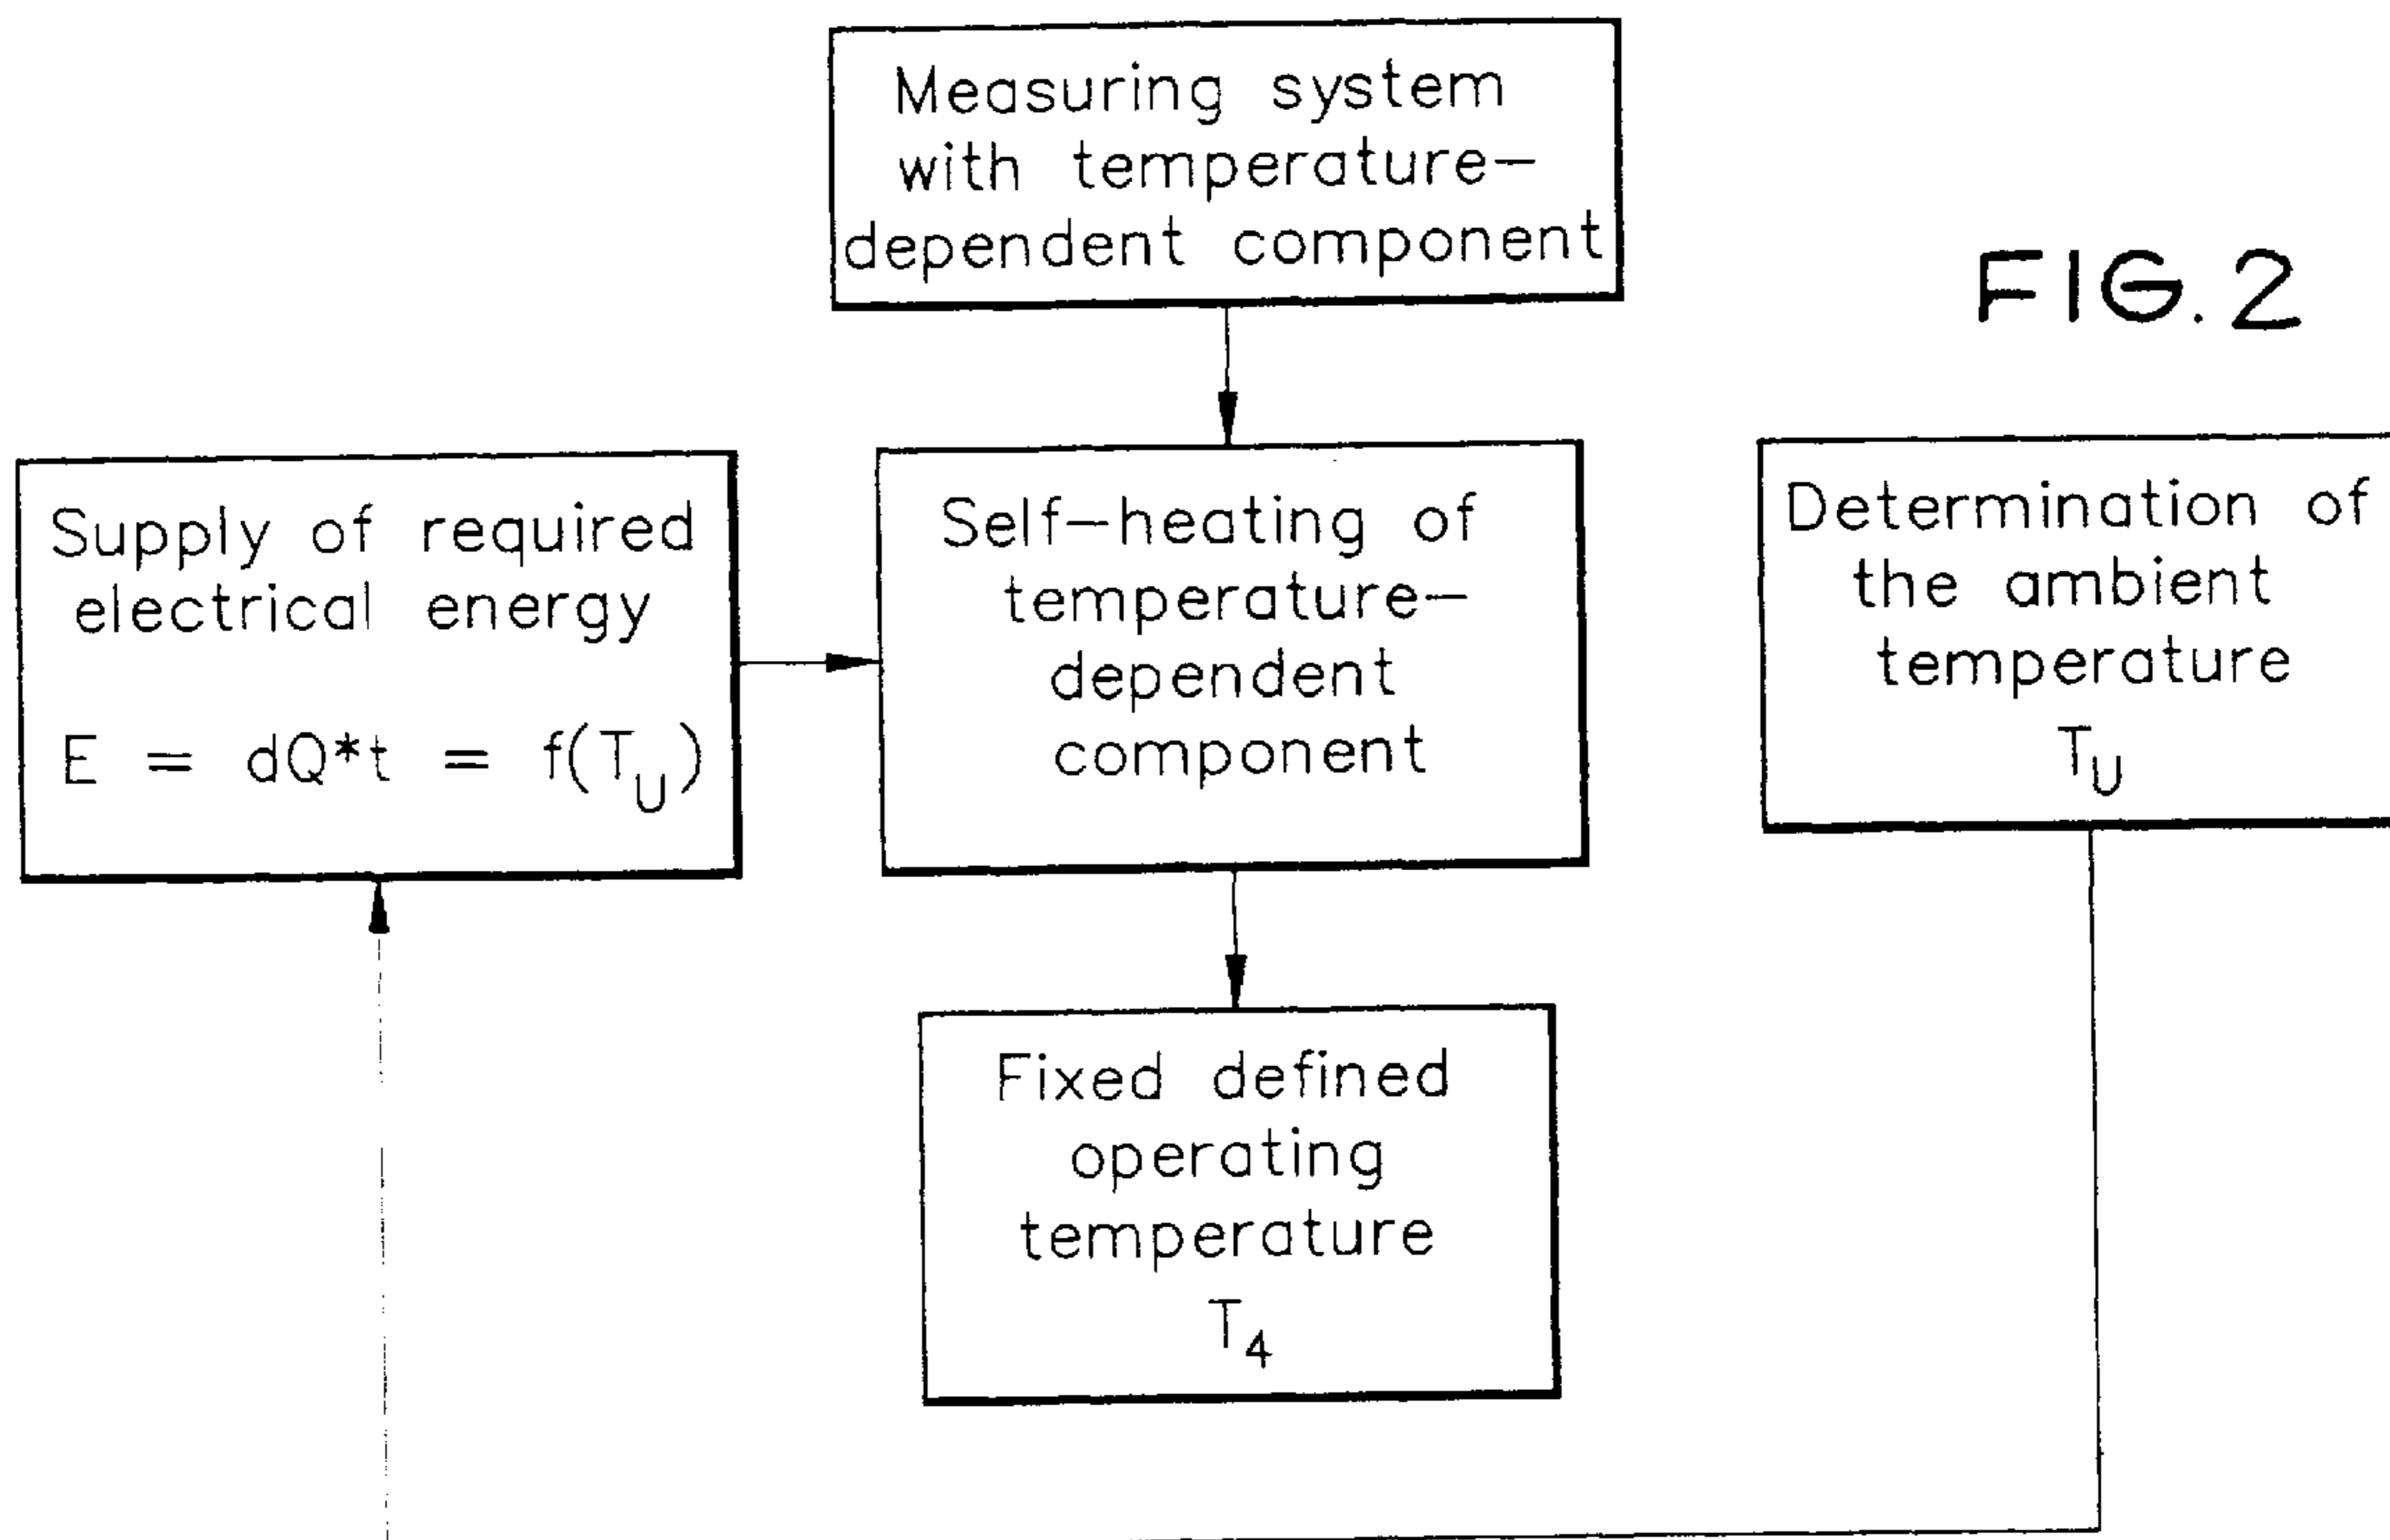 Measuring system
with temperature-
dependent component
FIG.2
Supply of required
electrical energy
E = dQ*t = f(T_U)
Self-heating of
temperature-
dependent
component
Determination of
the ambient
temperature
T_U
Fixed defined
operating
temperature
T_4